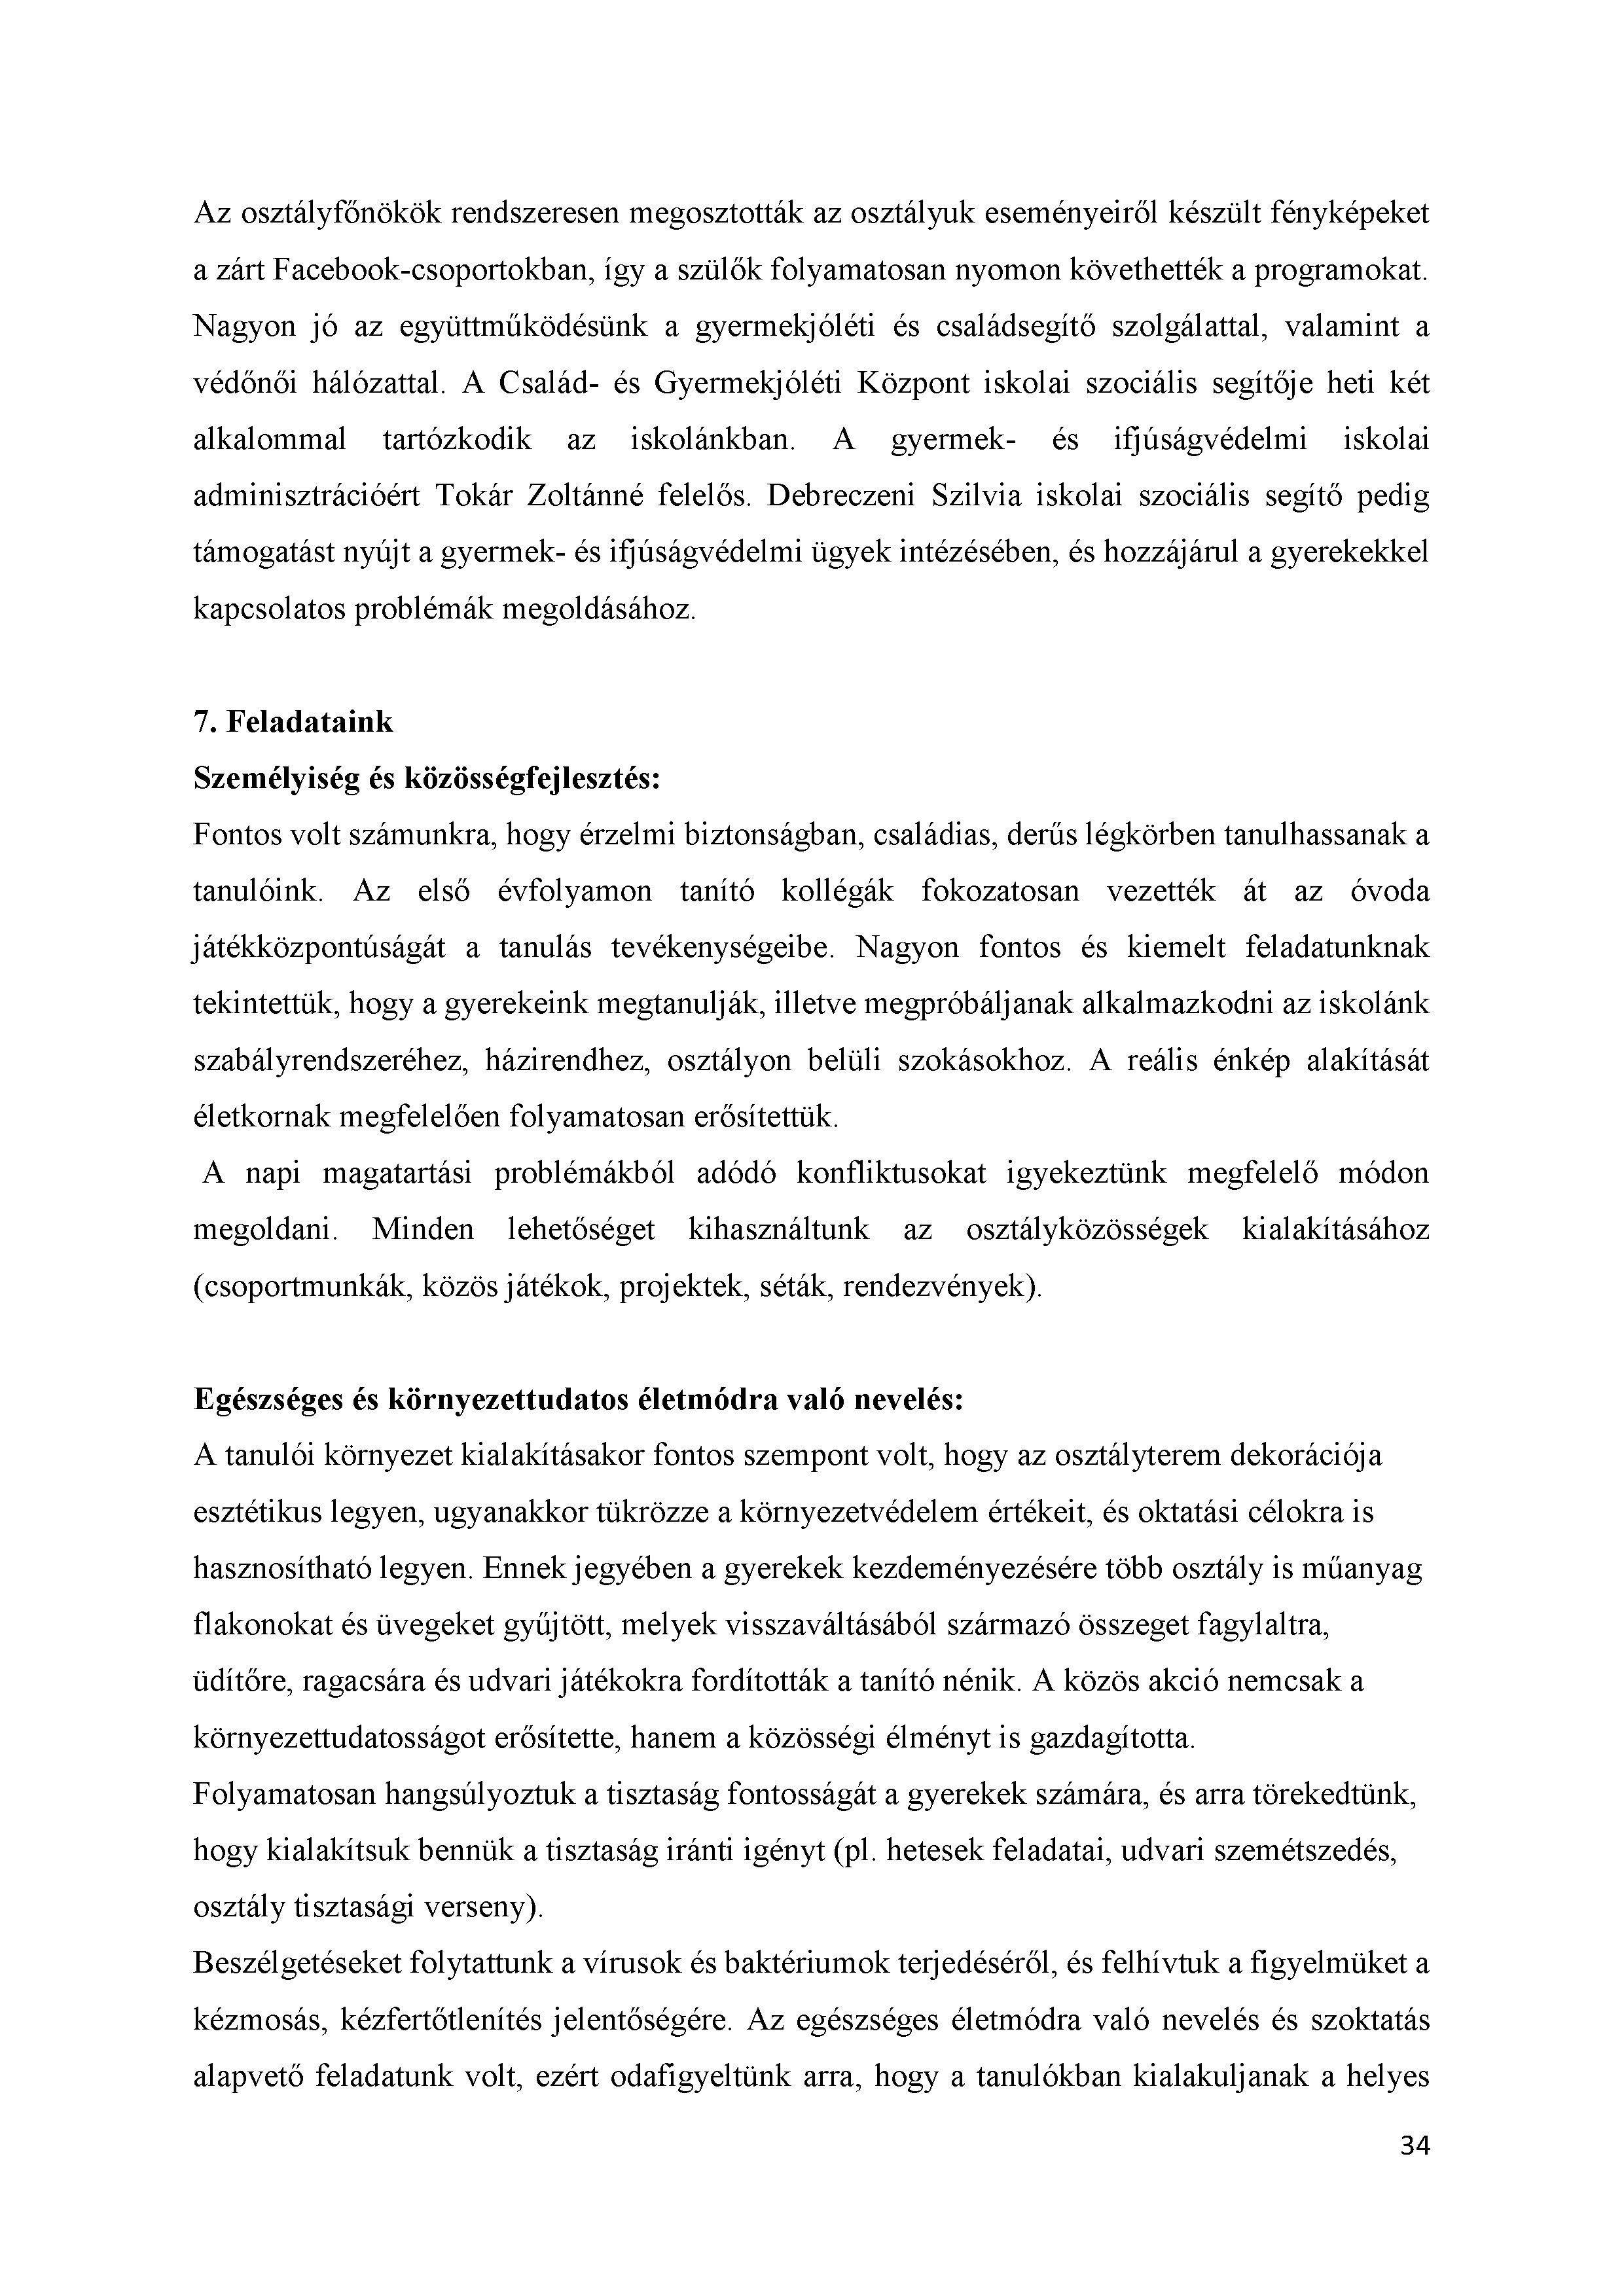 Az osztályfőnökök rendszeresen megosztották az osztályuk eseményeiről készült fényképeket
a zárt Facebook-csoportokban, így a szülők folyamatosan nyomon követhették a programokat.
Nagyon jó az együttműködésünk a gyermekjóléti és családsegítő szolgálattal, valamint a
védőnői hálózattal. A Család- és Gyermekjóléti Központ iskolai szociális segítője heti két
alkalommal tartózkodik az iskolánkban. A gyermek- és ifjúságvédelmi iskolai
adminisztrációért Tokár Zoltánné felelős. Debreczeni Szilvia iskolai szociális segítő pedig
támogatást nyújt a gyermek- és ifjúságvédelmi ügyek intézésében, és hozzájárul a gyerekekkel
kapcsolatos problémák megoldásához.
7. Feladataink
Személyiség és közösségfejlesztés:
Fontos volt számunkra, hogy érzelmi biztonságban, családias, derűs légkörben tanulhassanak a
tanulóink. Az első évfolyamon tanító kollégák fokozatosan vezették át az óvoda
játékközpontúságát a tanulás tevékenységeibe. Nagyon fontos és kiemelt feladatunknak
tekintettük, hogy a gyerekeink megtanulják, illetve megpróbáljanak alkalmazkodni az iskolánk
szabályrendszeréhez, házirendhez, osztályon belüli szokásokhoz. A reális énkép alakítását
életkornak megfelelően folyamatosan erősítettük.
A napi magatartási problémákból adódó konfliktusokat igyekeztünk megfelelő módon
megoldani. Minden lehetőséget kihasználtunk az osztályközösségek kialakításához
(csoportmunkák, közös játékok, projektek, séták, rendezvények).
Egészséges és környezettudatos életmódra való nevelés:
A tanulói környezet kialakításakor fontos szempont volt, hogy az osztályterem dekorációja
esztétikus legyen, ugyanakkor tükrözze a környezetvédelem értékeit, és oktatási célokra is
hasznosítható legyen. Ennek jegyében a gyerekek kezdeményezésére több osztály is műanyag
flakonokat és üvegeket gyűjtött, melyek visszaváltásából származó összeget fagylaltra,
üdítőre, ragacsára és udvari játékokra fordították a tanító nénik. A közös akció nemcsak a
környezettudatosságot erősítette, hanem a közösségi élményt is gazdagította.
Folyamatosan hangsúlyoztuk a tisztaság fontosságát a gyerekek számára, és arra törekedtünk,
hogy kialakítsuk bennük a tisztaság iránti igényt (pl. hetesek feladatai, udvari szemétszedés,
osztály tisztasági verseny).
Beszélgetéseket folytattunk a vírusok és baktériumok terjedéséről, és felhívtuk a figyelmüket a
kézmosás, kézfertőtlenítés jelentőségére. Az egészséges életmódra való nevelés és szoktatás
alapvető feladatunk volt, ezért odafigyeltünk arra, hogy a tanulókban kialakuljanak a helyes
34